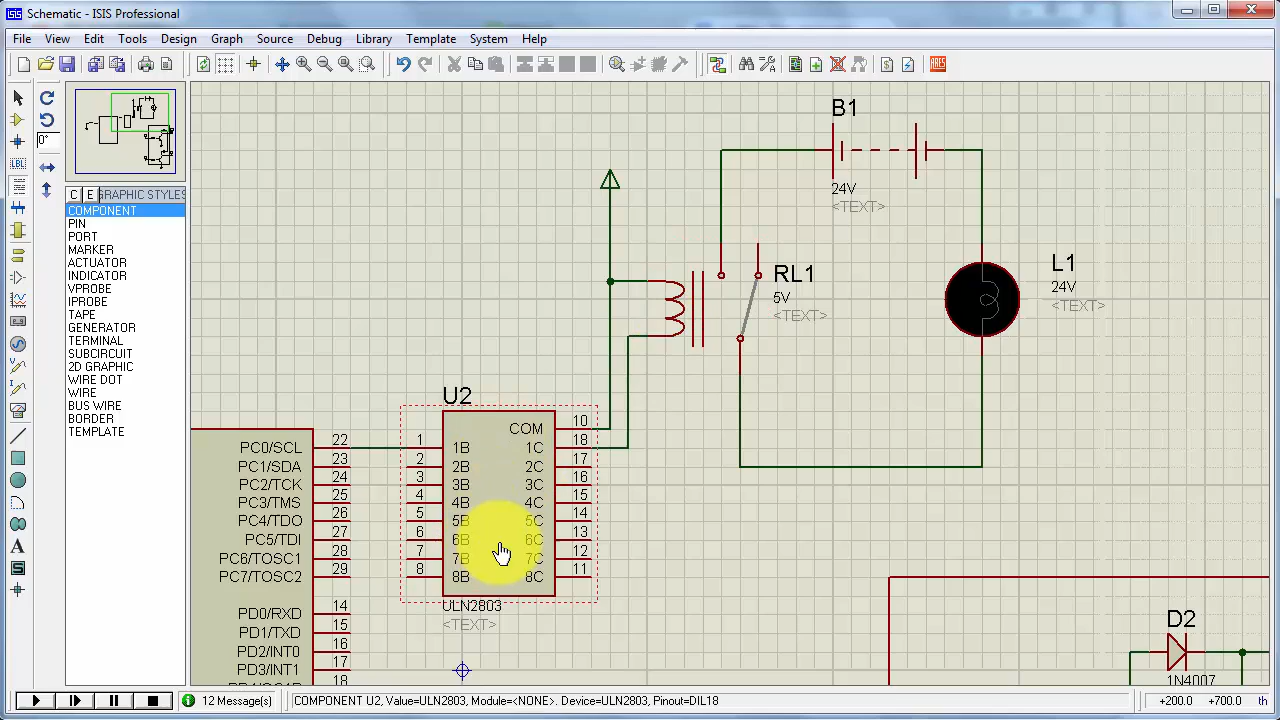 Schematic - ISIS Professional
File View Edit Tools Design Graph Source Debug Library Template System Help
ARES
0°
C E GRAPHIC STYLES
COMPONENT
PIN
PORT
MARKER
ACTUATOR
INDICATOR
VPROBE
IPROBE
TAPE
GENERATOR
TERMINAL
SUBCIRCUIT
2D GRAPHIC
WIRE DOT
WIRE
BUS WIRE
BORDER
TEMPLATE
B1
24V
<TEXT>
RL1
5V
<TEXT>
L1
24V
<TEXT>
U2
COM 10
1 1B 1C 18
2 2B 2C 17
3 3B 3C 16
4 4B 4C 15
5 5B 5C 14
6 6B 6C 13
7 7B 7C 12
8 8B 8C 11
ULN2803
<TEXT>
PC0/SCL 22
PC1/SDA 23
PC2/TCK 24
PC3/TMS 25
PC4/TDO 26
PC5/TDI 27
PC6/TOSC1 28
PC7/TOSC2 29
PD0/RXD 14
PD1/TXD 15
PD2/INT0 16
PD3/INT1 17
18
D2
1N4007
12 Message(s)
COMPONENT U2, Value=ULN2803, Module=<NONE>. Device=ULN2803, Pinout=DIL18
+200.0 +700.0 th